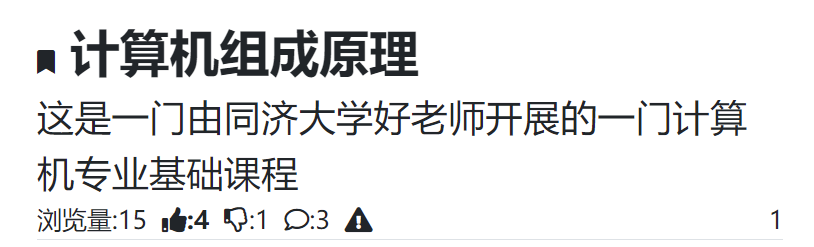 计算机组成原理
这是一门由同济大学好老师开展的一门计算
机专业基础课程
浏览量:15 :4 :1 :3 1